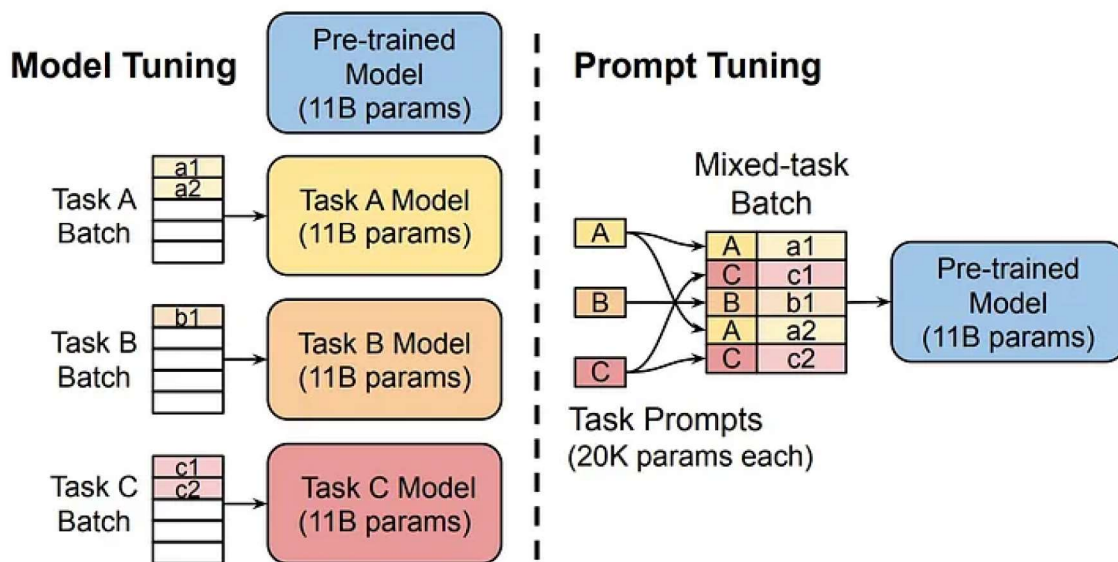 Model Tuning
Pre-trained
Model
(11B params)
a1
a2
Task A
Batch
Task A Model
(11B params)
b1
Task B
Batch
Task B Model
(11B params)
c1
c2
Task C
Batch
Task C Model
(11B params)
Prompt Tuning
Mixed-task
Batch
A
B
C
A a1
C c1
B b1
A a2
C c2
Pre-trained
Model
(11B params)
Task Prompts
(20K params each)